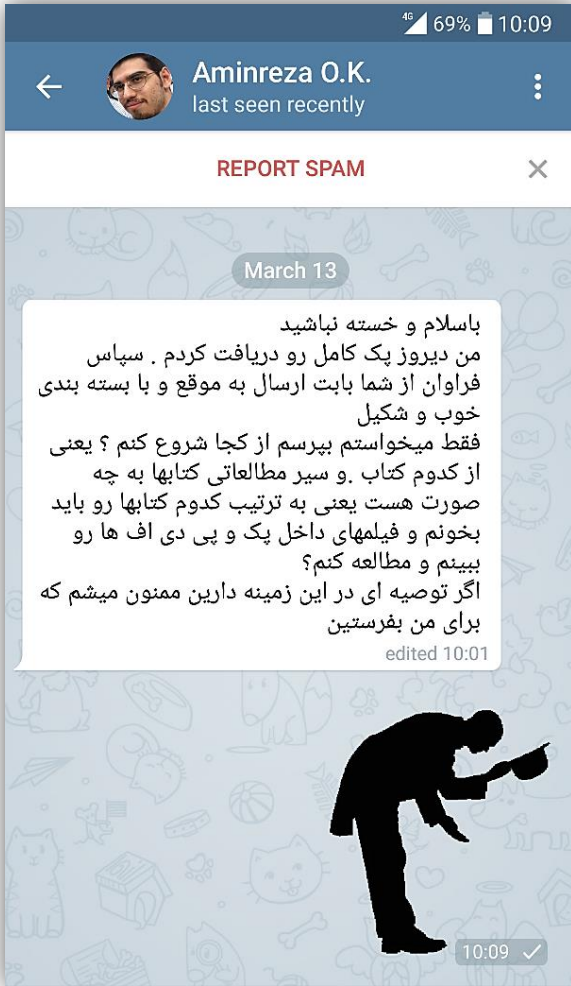 4G 69% 10:09
Aminreza O.K.
last seen recently
REPORT SPAM
March 13
باسلام و خسته نباشید
من دیروز پک کامل رو دریافت کردم . سپاس
فراوان از شما بابت ارسال به موقع و با بسته بندی
خوب و شکیل
فقط میخواستم بپرسم از کجا شروع کنم ؟ یعنی
از کدوم کتاب .و سیر مطالعاتی کتابها به چه
صورت هست یعنی به ترتیب کدوم کتابها رو باید
بخونم و فیلمهای داخل پک و پی دی اف ها رو
ببینم و مطالعه کنم؟
اگر توصیه ای در این زمینه دارین ممنون میشم که
برای من بفرستین
edited 10:01
10:09